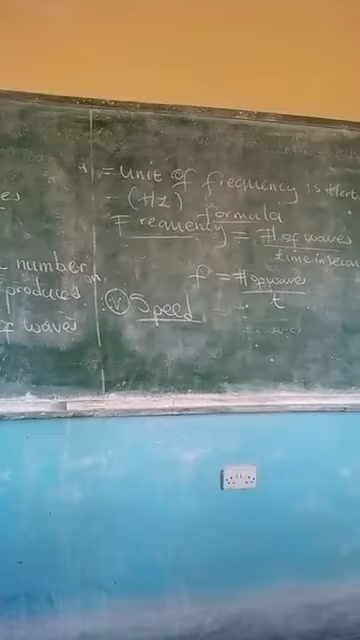 = unit of frequency is Hert
(Hz)
Formula
Frequency = # of waves
time in secon
f = # of wave
t
(v) Speed
number
produced
of waves